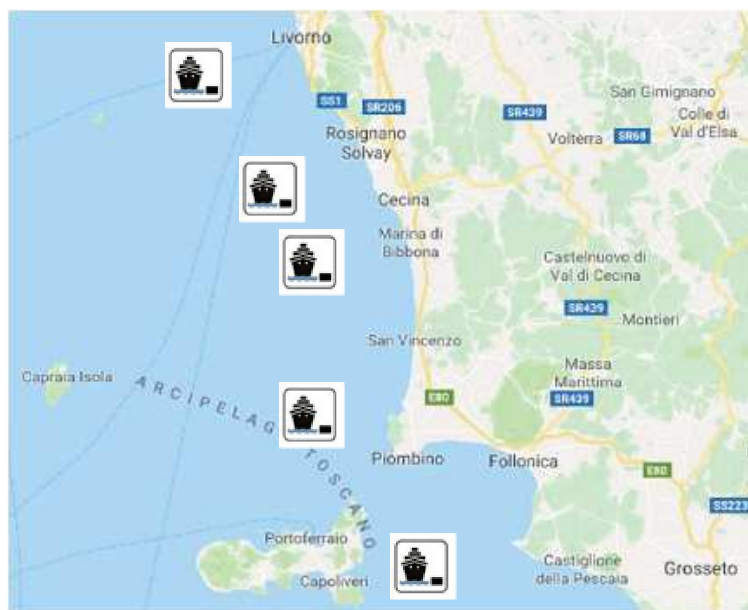 Livorno
San Gimignano
SS1
SR206
SR439
Colle di
Val d'Elsa
Rosignano
Solvay
Volterra
SR68
Cecina
Marina di
Bibbona
Castelnuovo di
Val di Cecina
SR439
Montieri
San Vincenzo
Capraia Isola
Massa
Marittima
ARCIPELAG TOSCANO
E80
SR439
Piombino
Follonica
E80
SS223
Portoferraio
Capoliveri
Castiglione
della Pescaia
Grosseto